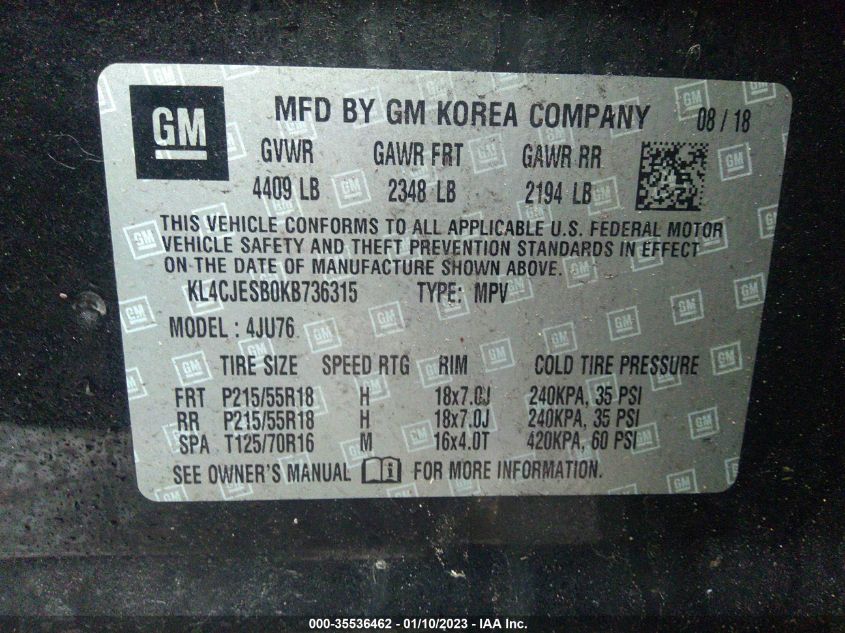 GM
MFD BY GM KOREA COMPANY 08 / 18
GVWR GAWR FRT GAWR RR
4409 LB 2348 LB 2194 LB
THIS VEHICLE CONFORMS TO ALL APPLICABLE U.S. FEDERAL MOTOR
VEHICLE SAFETY AND THEFT PREVENTION STANDARDS IN EFFECT
ON THE DATE OF MANUFACTURE SHOWN ABOVE.
KL4CJESB0KB736315 TYPE: MPV
MODEL : 4JU76
TIRE SIZE SPEED RTG RIM COLD TIRE PRESSURE
FRT P215/55R18 H 18x7.0J 240KPA, 35 PSI
RR P215/55R18 H 18x7.0J 240KPA, 35 PSI
SPA T125/70R16 M 16x4.0T 420KPA, 60 PSI
SEE OWNER'S MANUAL FOR MORE INFORMATION.
000-35536462 - 01/10/2023 - IAA Inc.